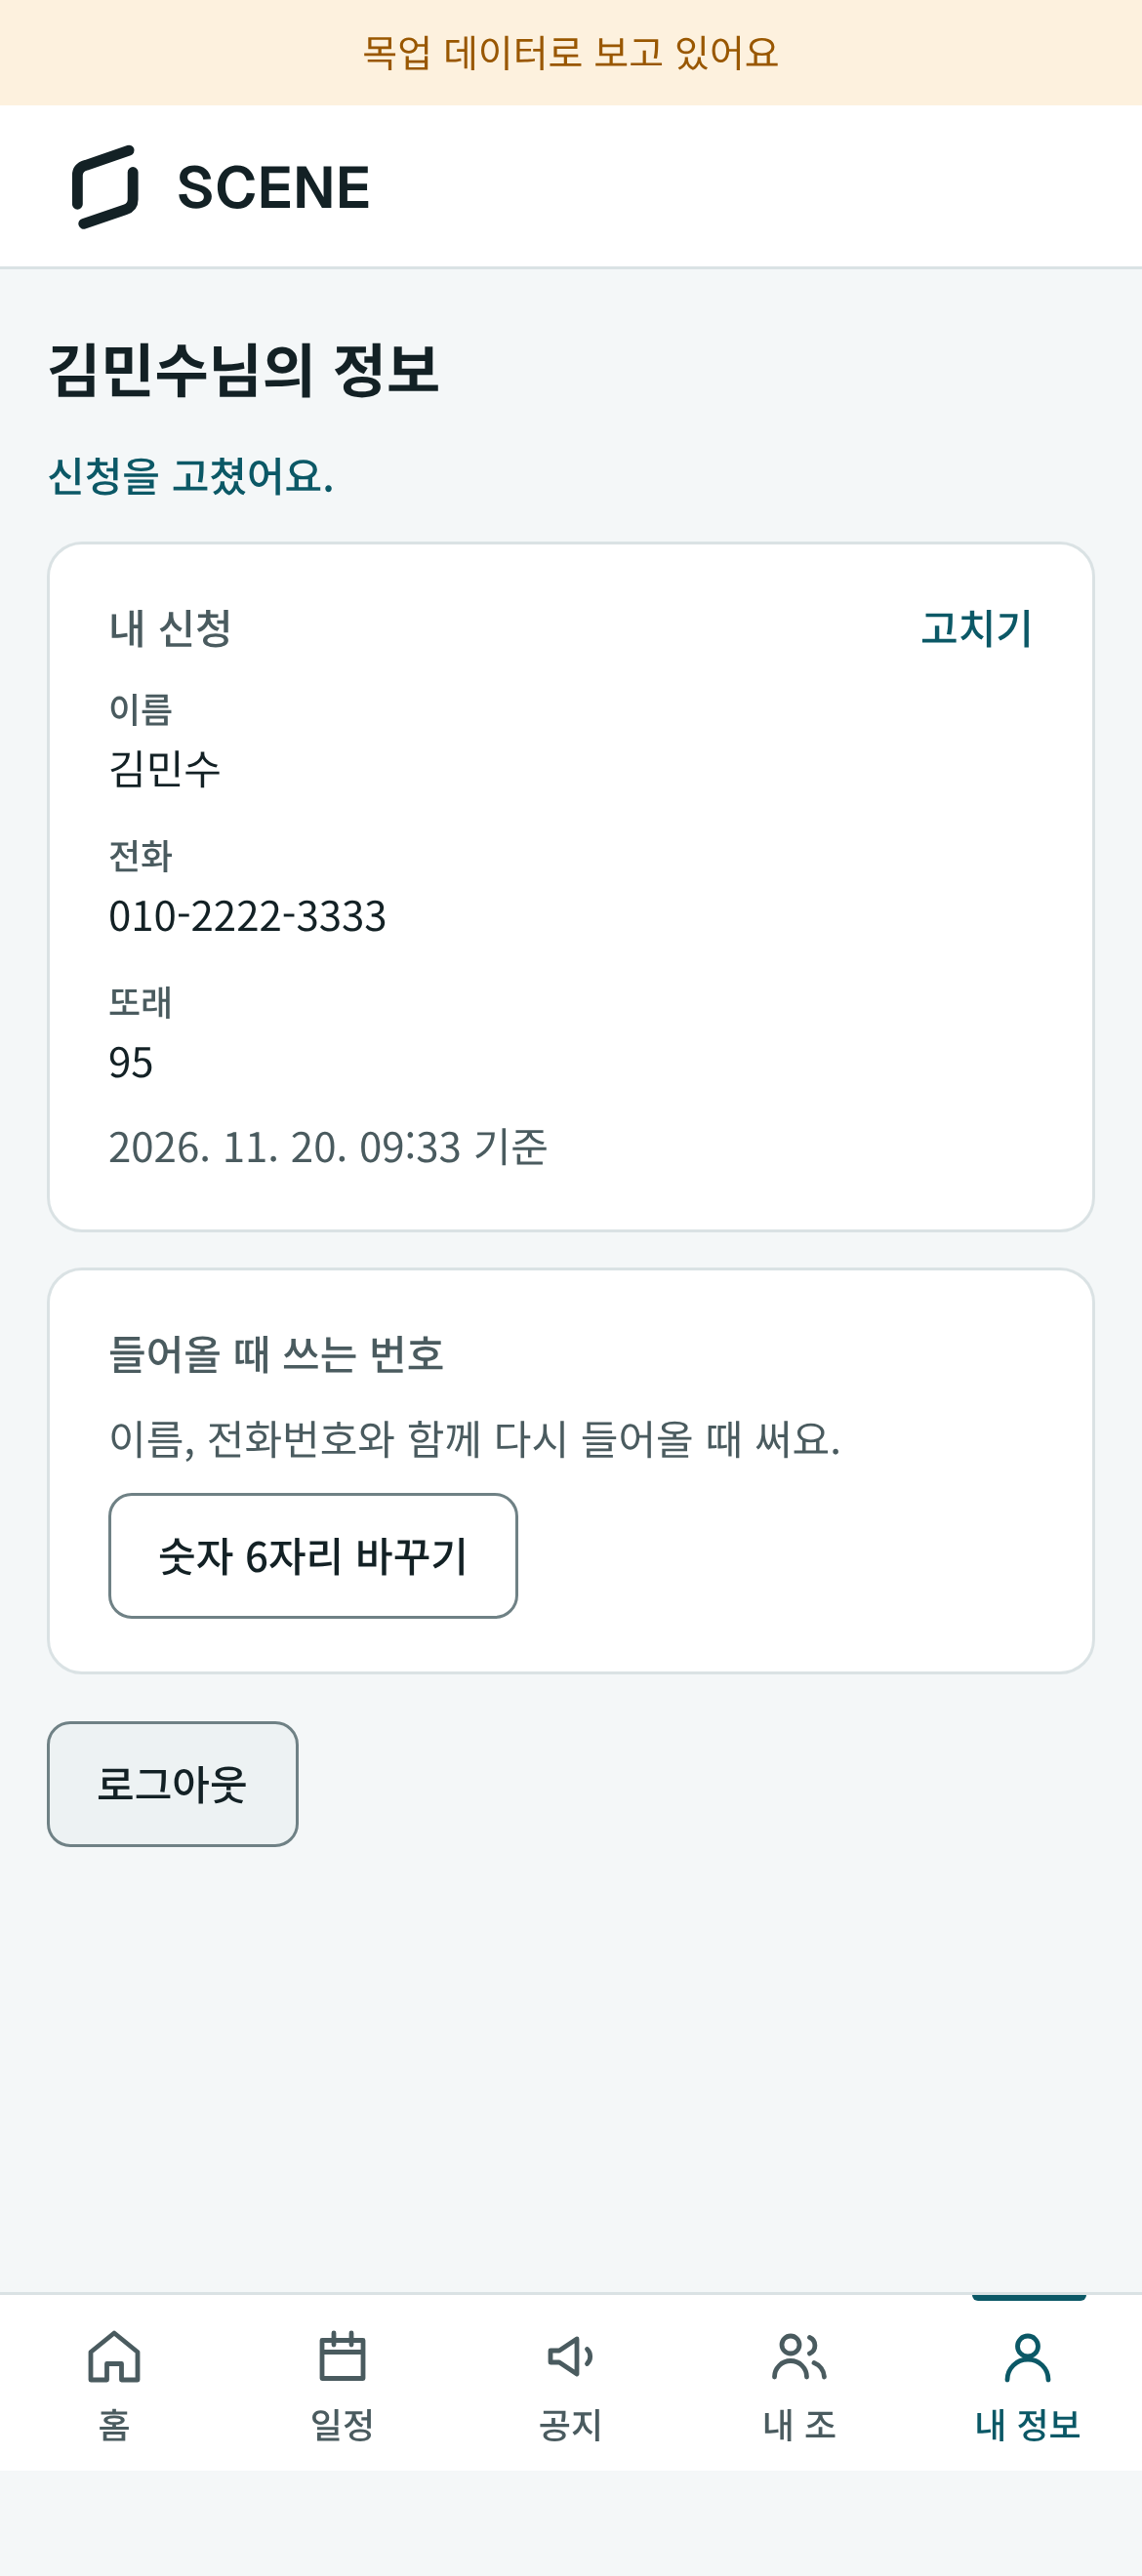 목업 데이터로 보고 있어요
SCENE
김민수님의 정보
신청을 고쳤어요.
내 신청
고치기
이름
김민수
전화
010-2222-3333
또래
95
2026. 11. 20. 09:33 기준
들어올 때 쓰는 번호
이름, 전화번호와 함께 다시 들어올 때 써요.
숫자 6자리 바꾸기
로그아웃
홈
일정
공지
내 조
내 정보